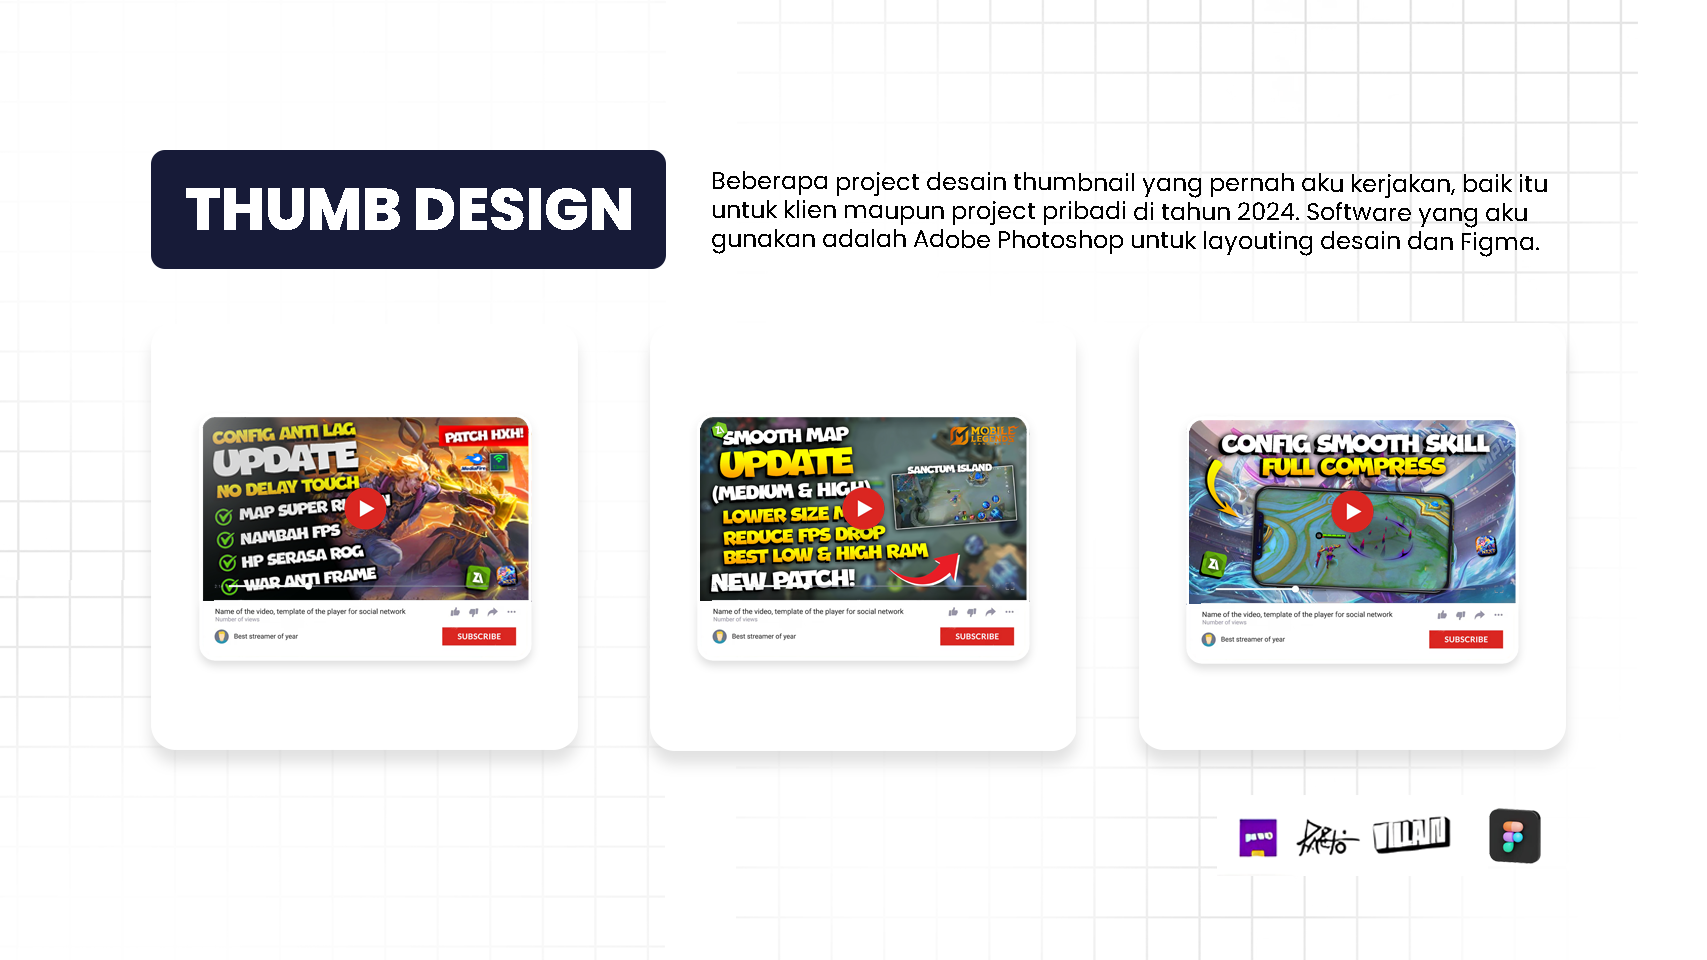 THUMB DESIGN
Beberapa project desain thumbnail yang pernah aku kerjakan, baik itu
untuk klien maupun project pribadi di tahun 2024. Software yang aku
gunakan adalah Adobe Photoshop untuk layouting desain dan Figma.
CONFIG ANTI LAG
UPDATE
NO DELAY TOUCH
MAP SUPER
NAMBAH FPS
HP SERASA ROG
WAR ANTI FRAME
PATCH HXH!
MediaFire
Name of the video, template of the player for social network
Number of views
Best streamer of year
SUBSCRIBE
SMOOTH MAP
UPDATE
(MEDIUM & HIGH)
LOWER SIZE
REDUCE FPS DROP
BEST LOW & HIGH RAM
NEW PATCH!
MOBILE
LEGENDS
SANCTUM ISLAND
Name of the video, template of the player for social network
Number of views
Best streamer of year
SUBSCRIBE
CONFIG SMOOTH SKILL
FULL COMPRESS
Name of the video, template of the player for social network
Number of views
Best streamer of year
SUBSCRIBE
VILLAIN